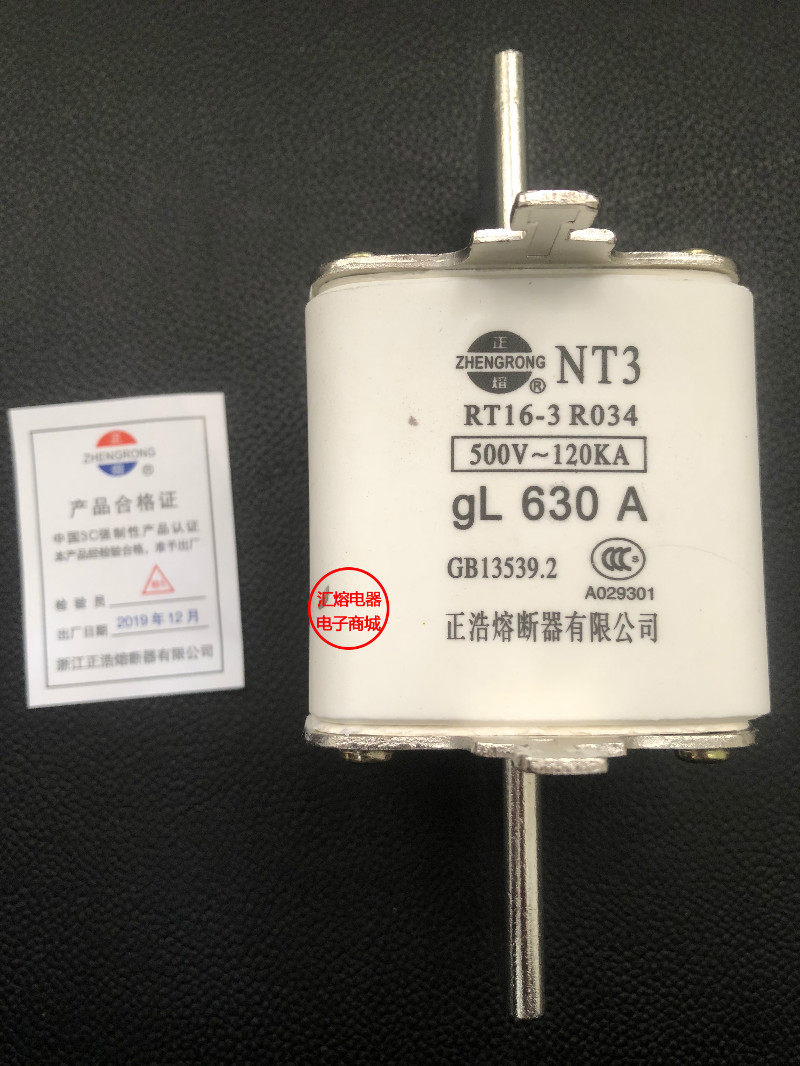 正
ZHENGRONG
熔
®
NT3
RT16-3 R034
500V～120KA
gL 630 A
GB13539.2
CCC S
A029301
正浩熔断器有限公司
汇熔电器
电子商城
正
ZHENGRONG
熔
®
产品合格证
中国3C强制性产品认证
本产品经检验合格，准予出厂
检验员
出厂日期 2019年12月
浙江正浩熔断器有限公司